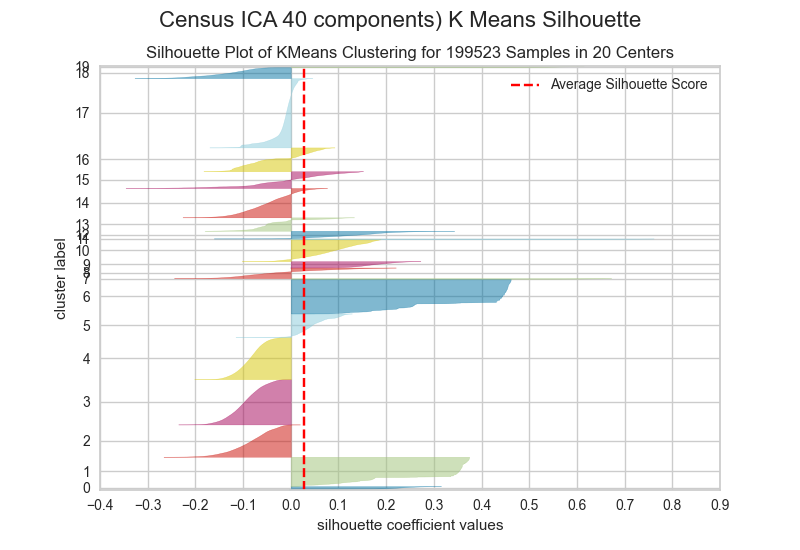 Census ICA 40 components) K Means Silhouette
Silhouette Plot of KMeans Clustering for 199523 Samples in 20 Centers
Average Silhouette Score
cluster label
19
18
17
16
15
14
13
10
9
7
6
5
4
3
2
1
0
−0.4 −0.3 −0.2 −0.1 0.0 0.1 0.2 0.3 0.4 0.5 0.6 0.7 0.8 0.9
silhouette coefficient values